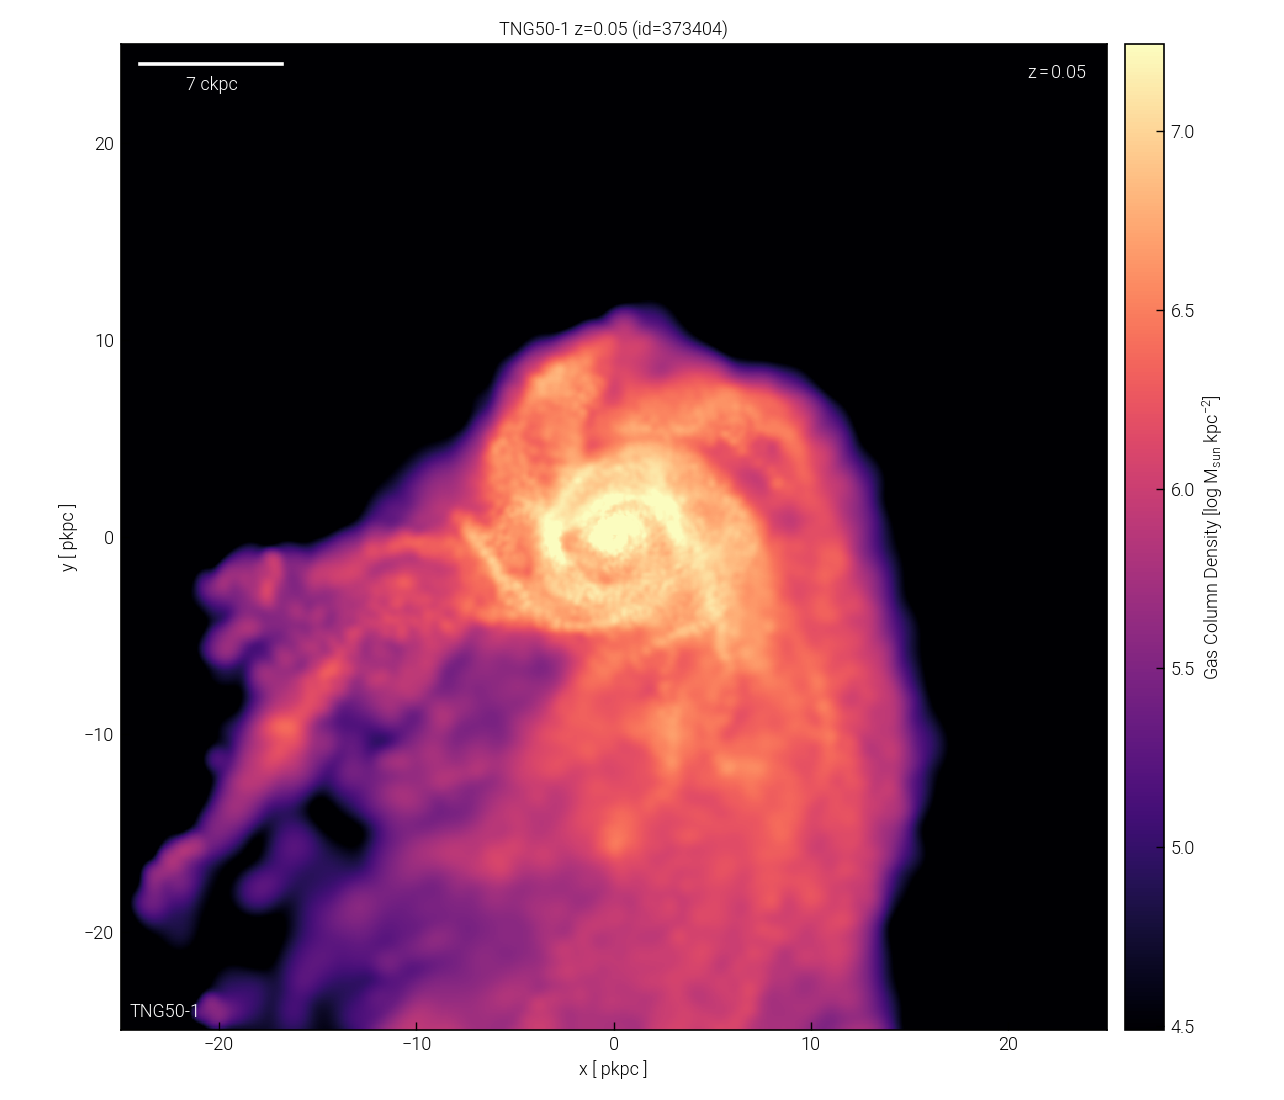 TNG50-1 z=0.05 (id=373404)
7 ckpc
z=0.05
20
10
0
−10
−20
y [ pkpc ]
TNG50-1
−20
−10
0
10
20
x [ pkpc ]
7.0
6.5
6.0
5.5
5.0
4.5
Gas Column Density [log M_sun kpc⁻²]